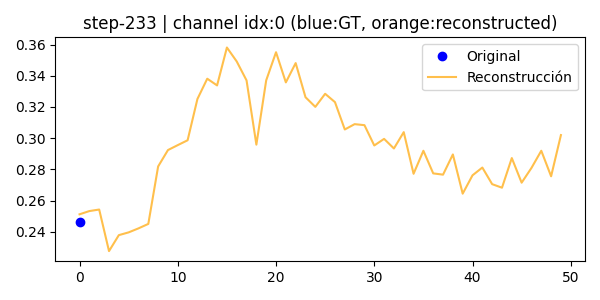 step-233 | channel idx:0 (blue:GT, orange:reconstructed)
0.36
0.34
0.32
0.30
0.28
0.26
0.24
Original
Reconstrucción
0 10 20 30 40 50